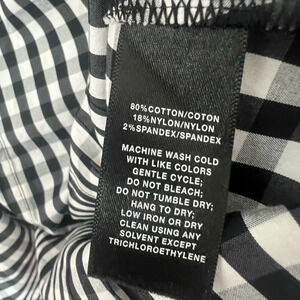 80%COTTON/COTON
18%NYLON/NYLON
2%SPANDEX/SPANDEX
MACHINE WASH COLD
WITH LIKE COLORS
GENTLE CYCLE;
DO NOT BLEACH;
DO NOT TUMBLE DRY;
HANG TO DRY;
LOW IRON OR DRY
CLEAN USING ANY
SOLVENT EXCEPT
TRICHLOROETHYLENE